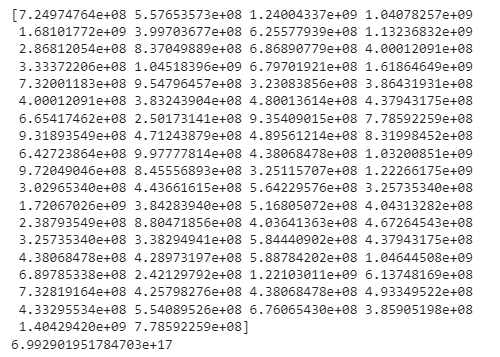 [7.24974764e+08 5.57653573e+08 1.24004337e+09 1.04078257e+09
1.68101772e+09 3.99703677e+08 6.25577939e+08 1.13236832e+09
2.86812054e+08 8.37049889e+08 6.86890779e+08 4.00012091e+08
3.33372206e+08 1.04518396e+09 6.79701921e+08 1.61864649e+09
7.32001183e+08 9.54796457e+08 3.23083856e+08 3.86431931e+08
4.00012091e+08 3.83243904e+08 4.80013614e+08 4.37943175e+08
6.65417462e+08 2.50173141e+08 9.35409015e+08 7.78592259e+08
9.31893549e+08 4.71243879e+08 4.89561214e+08 8.31998452e+08
6.42723864e+08 9.97777814e+08 4.38068478e+08 1.03200851e+09
9.72049046e+08 8.45556893e+08 3.25115707e+08 1.22266175e+09
3.02965340e+08 4.43661615e+08 5.64229576e+08 3.25735340e+08
1.72067026e+09 3.84283940e+08 5.16805072e+08 4.04313282e+08
2.38793549e+08 8.80471856e+08 4.03641363e+08 4.67264543e+08
3.25735340e+08 3.38294941e+08 5.84440902e+08 4.37943175e+08
4.38068478e+08 4.28973197e+08 5.88784202e+08 1.04644508e+09
6.89785338e+08 2.42129792e+08 1.22103011e+09 6.13748169e+08
7.32819164e+08 4.25798276e+08 4.38068478e+08 4.93349522e+08
4.33295534e+08 5.54089526e+08 6.76065430e+08 3.85905198e+08
1.40429420e+09 7.78592259e+08]
6.992901951784703e+17